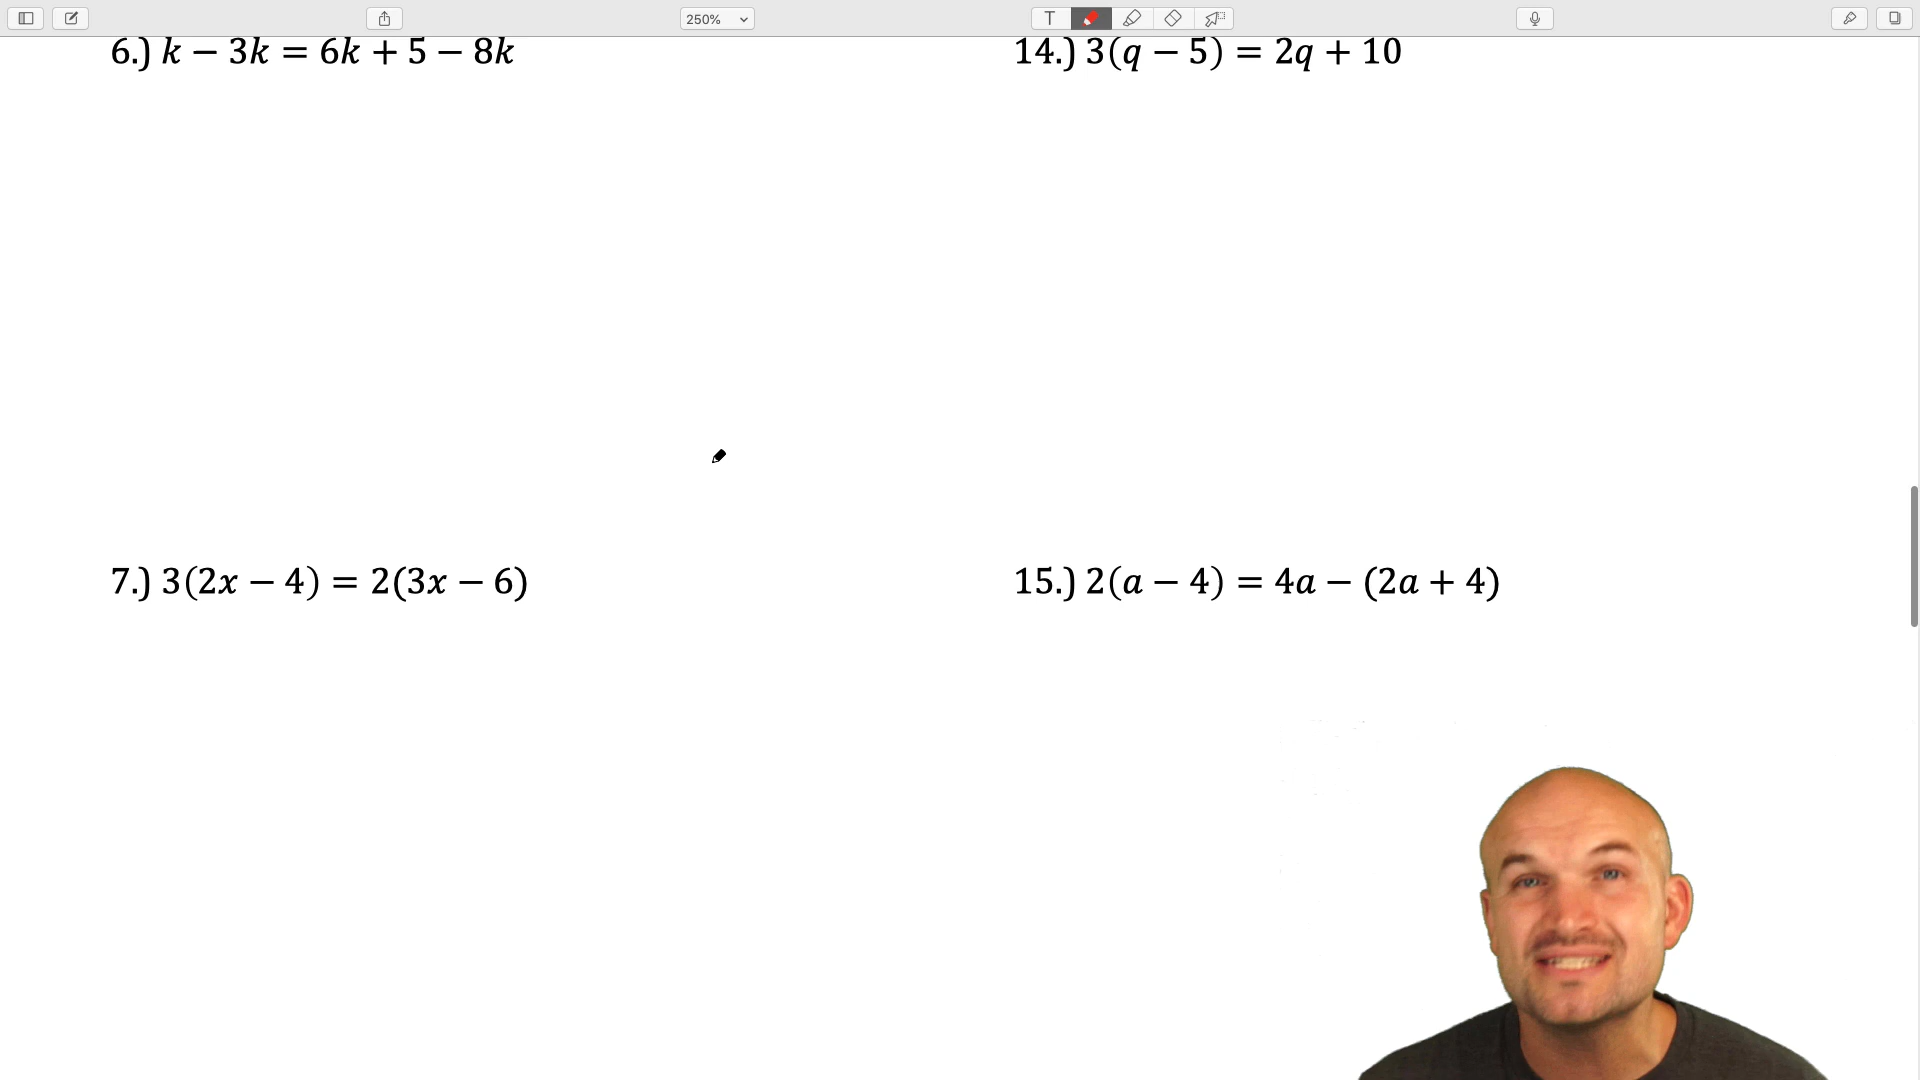 T
250%
6.) k − 3k = 6k + 5 − 8k
14.) 3(q − 5) = 2q + 10
7.) 3(2x − 4) = 2(3x − 6)
15.) 2(a − 4) = 4a − (2a + 4)